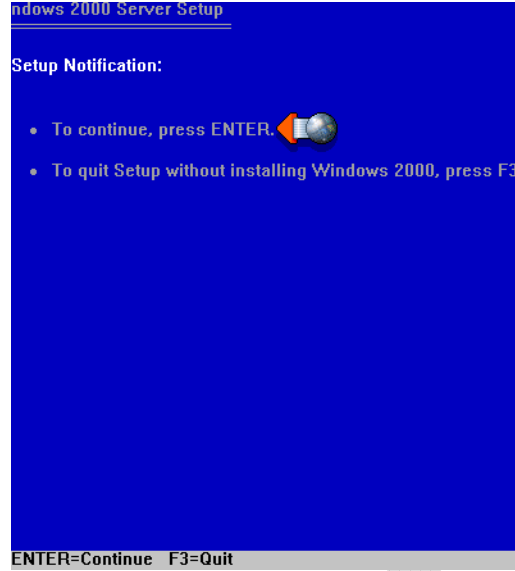 ndows 2000 Server Setup
Setup Notification:
• To continue, press ENTER.
• To quit Setup without installing Windows 2000, press F3
ENTER=Continue F3=Quit